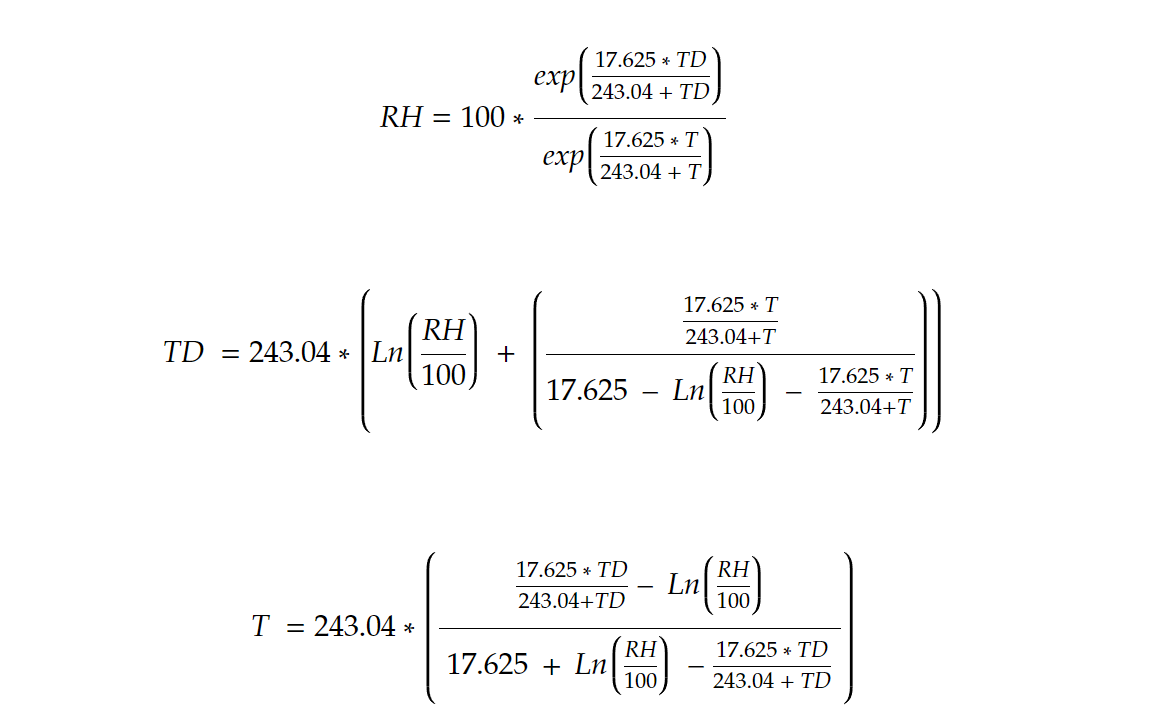 RH = 100 * exp(17.625 * TD / 243.04 + TD) / exp(17.625 * T / 243.04 + T)
TD = 243.04 * (Ln(RH / 100) + ((17.625 * T / 243.04+T) / (17.625 − Ln(RH / 100) − 17.625 * T / 243.04+T)))
T = 243.04 * ((17.625 * TD / 243.04+TD − Ln(RH / 100)) / (17.625 + Ln(RH / 100) − 17.625 * TD / 243.04 + TD))